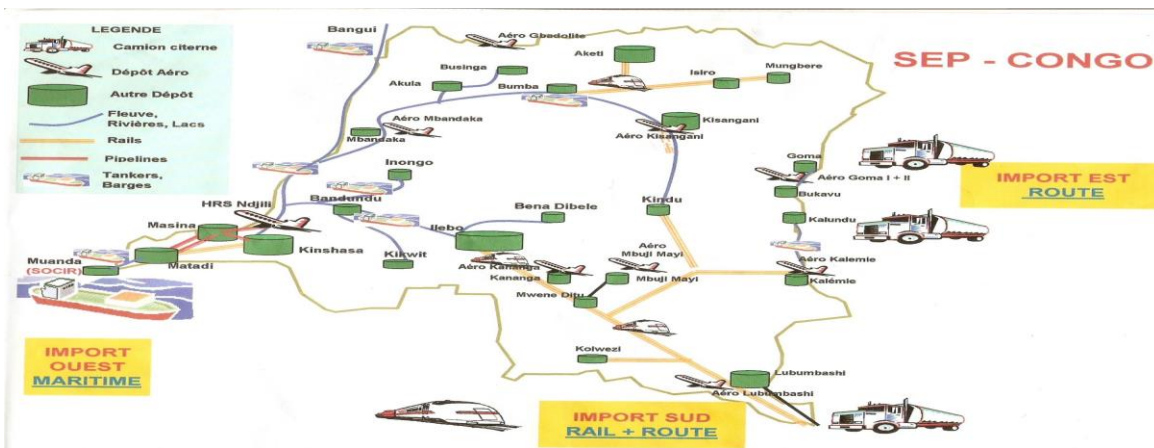 LEGENDE
Camion citerne
Dépôt Aéro
Autre Dépôt
Fleuve,
Rivières, Lacs
Rails
Pipelines
Tankers,
Barges
SEP - CONGO
Bangui
Aéro Gbedolite
Businga
Akula
Bumba
Aketi
Isiro
Mungbere
Aéro Mbandaka
Mbandaka
Kisangani
Aéro Kisangani
Inongo
Goma
Aéro Goma I + II
Bukavu
HRS Ndjili
Bandundu
Bena Dibele
Kindu
Kalundu
Masina
Ilebo
Kinshasa
Kikwit
Muanda
(SOCIR)
Matadi
Aéro Kananga
Kananga
Aéro
Mbuji Mayi
Mbuji Mayi
Mwene Ditu
Aéro Kalemie
Kalémie
Kolwezi
Lubumbashi
Aéro Lubumbashi
IMPORT EST
ROUTE
IMPORT
OUEST
MARITIME
IMPORT SUD
RAIL + ROUTE